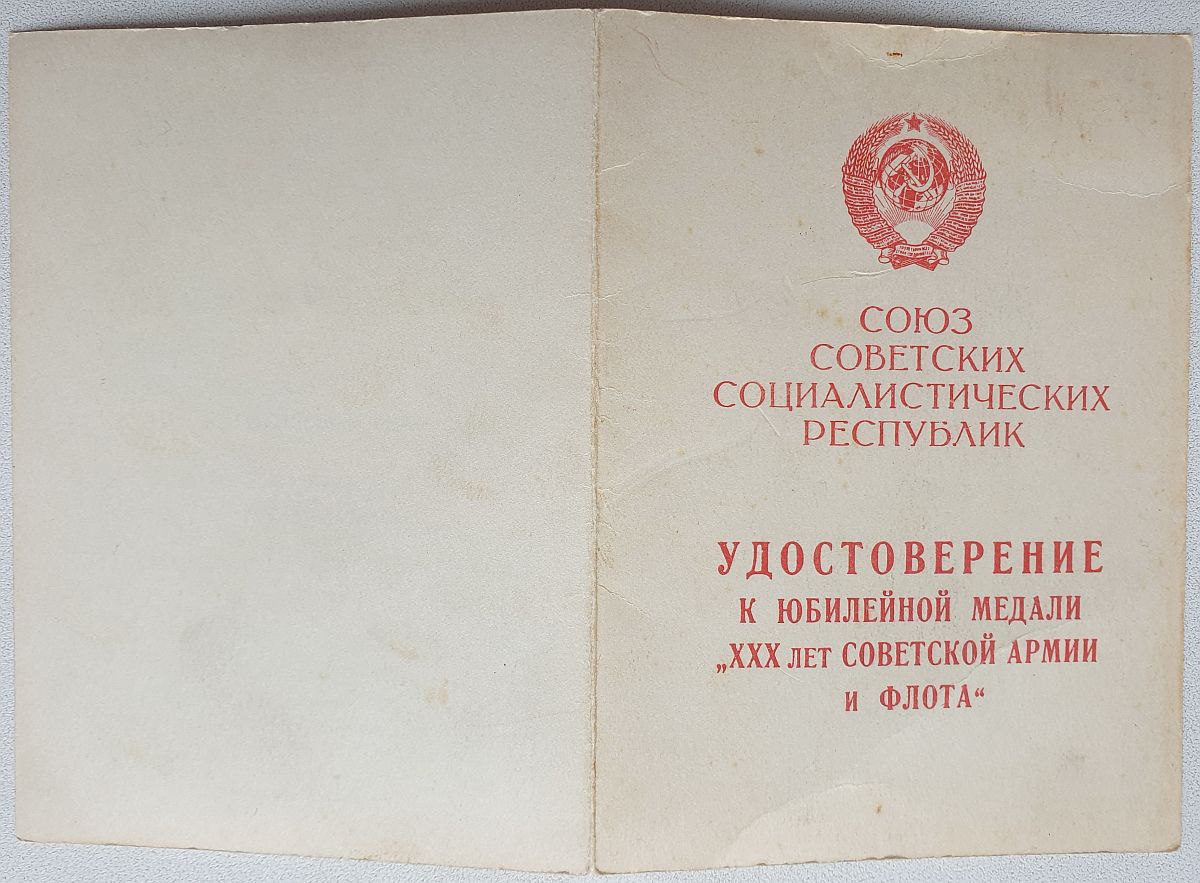 СОЮЗ
СОВЕТСКИХ
СОЦИАЛИСТИЧЕСКИХ
РЕСПУБЛИК
УДОСТОВЕРЕНИЕ
К ЮБИЛЕЙНОЙ МЕДАЛИ
„XXX ЛЕТ СОВЕТСКОЙ АРМИИ
И ФЛОТА“